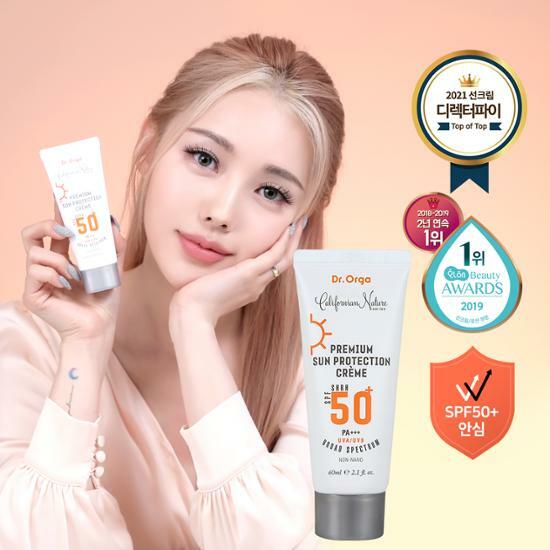 2021 선크림
디렉터파이
Top of Top
2018-2019
2년 연속
1위
1위
Beauty
AWARDS
2019
SPF50+
안심
Dr. Orga
PREMIUM
SUN PROTECTION
CRÈME
50+
Dr. Orga
Californian Nature
PREMIUM
SUN PROTECTION
CRÈME
SPF
50+
PA+++
UVA/UVB
BROAD SPECTRUM
NON-NANO
60ml ℮ 2.1 fl. oz.